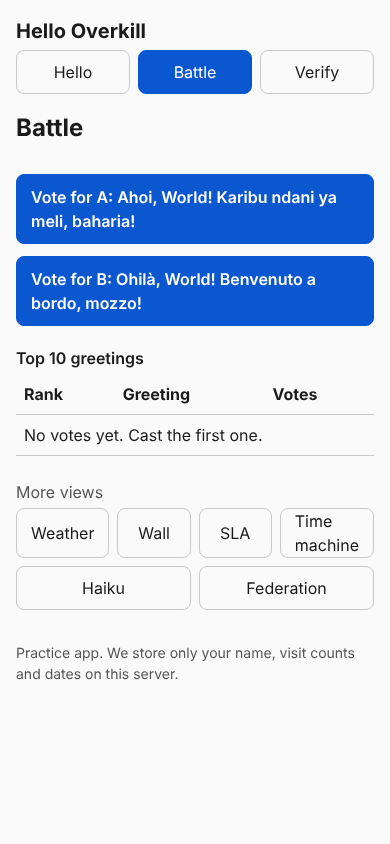 Hello Overkill
Hello
Battle
Verify
Battle
Vote for A: Ahoi, World! Karibu ndani ya
meli, baharia!
Vote for B: Ohilà, World! Benvenuto a
bordo, mozzo!
Top 10 greetings
Rank Greeting Votes
No votes yet. Cast the first one.
More views
Weather
Wall
SLA
Time
machine
Haiku
Federation
Practice app. We store only your name, visit counts
and dates on this server.